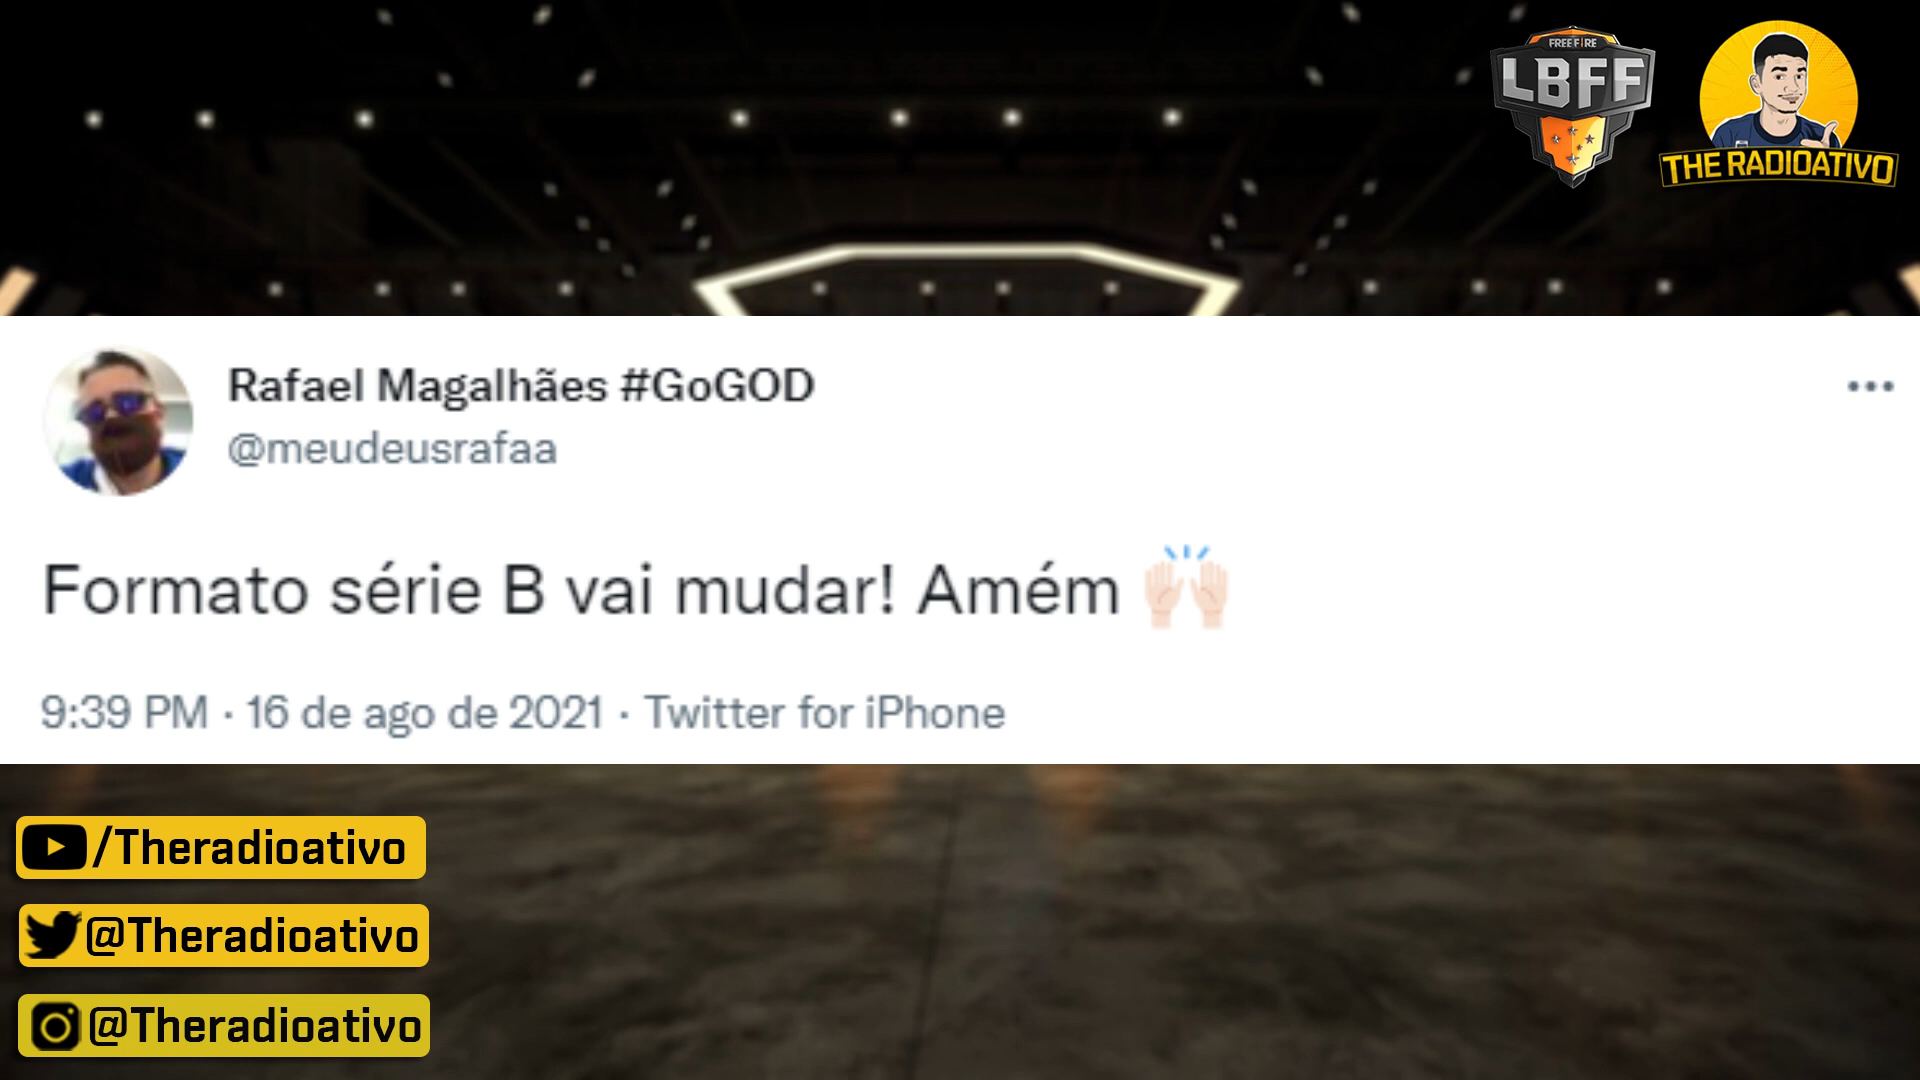 FREE FIRE
LBFF
THE RADIOATIVO
Rafael Magalhães #GoGOD
@meudeusrafaa
Formato série B vai mudar! Amém 🙌🏻
9:39 PM · 16 de ago de 2021 · Twitter for iPhone
/Theradioativo
@Theradioativo
@Theradioativo